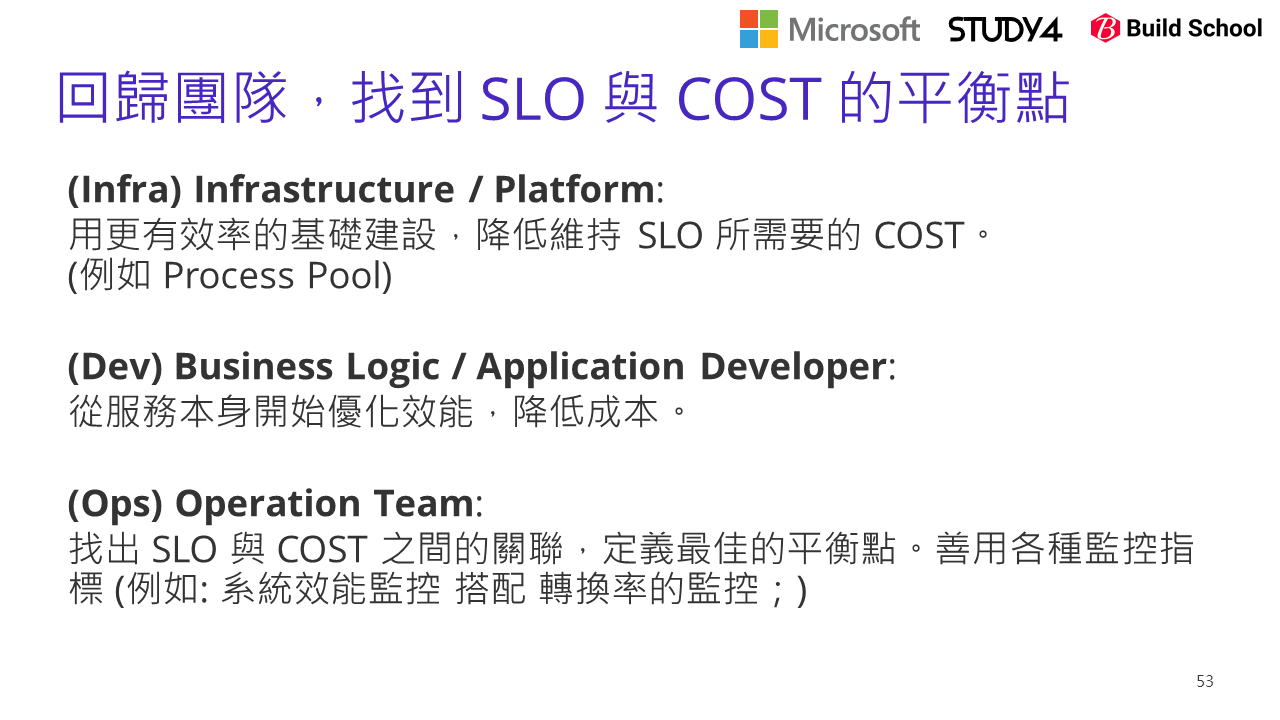 Microsoft STUDY4 Build School
回歸團隊，找到 SLO 與 COST 的平衡點
(Infra) Infrastructure / Platform:
用更有效率的基礎建設，降低維持 SLO 所需要的 COST。
(例如 Process Pool)
(Dev) Business Logic / Application Developer:
從服務本身開始優化效能，降低成本。
(Ops) Operation Team:
找出 SLO 與 COST 之間的關聯，定義最佳的平衡點。善用各種監控指
標 (例如: 系統效能監控 搭配 轉換率的監控；)
53